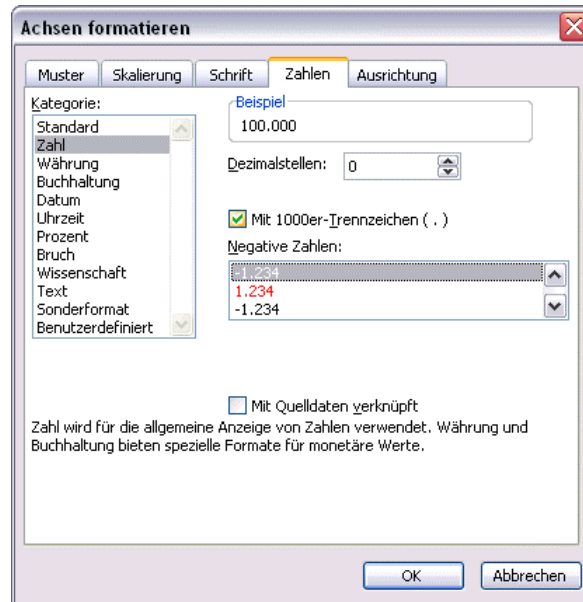 Achsen formatieren
Muster
Skalierung
Schrift
Zahlen
Ausrichtung
Kategorie:
Standard
Zahl
Währung
Buchhaltung
Datum
Uhrzeit
Prozent
Bruch
Wissenschaft
Text
Sonderformat
Benutzerdefiniert
Beispiel
100.000
Dezimalstellen:
0
Mit 1000er-Trennzeichen ( . )
Negative Zahlen:
-1.234
1.234
-1.234
Mit Quelldaten verknüpft
Zahl wird für die allgemeine Anzeige von Zahlen verwendet. Währung und
Buchhaltung bieten spezielle Formate für monetäre Werte.
OK
Abbrechen